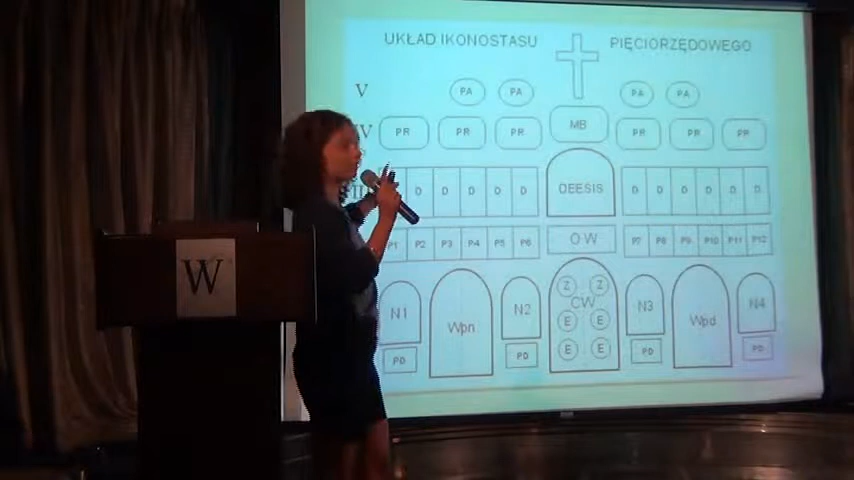 UKŁAD IKONOSTASU PIĘCIORZĘDOWEGO
V PA PA PA PA
PR PR PR MB PR PR PR
D D D D D DEESIS D D D D D D
P1 P2 P3 P4 P5 P6 O W P7 P8 P9 P10 P11 P12
N1 Wpn N2 Z Z CW E E E E N3 Wpd N4
PD PD PD PD
W